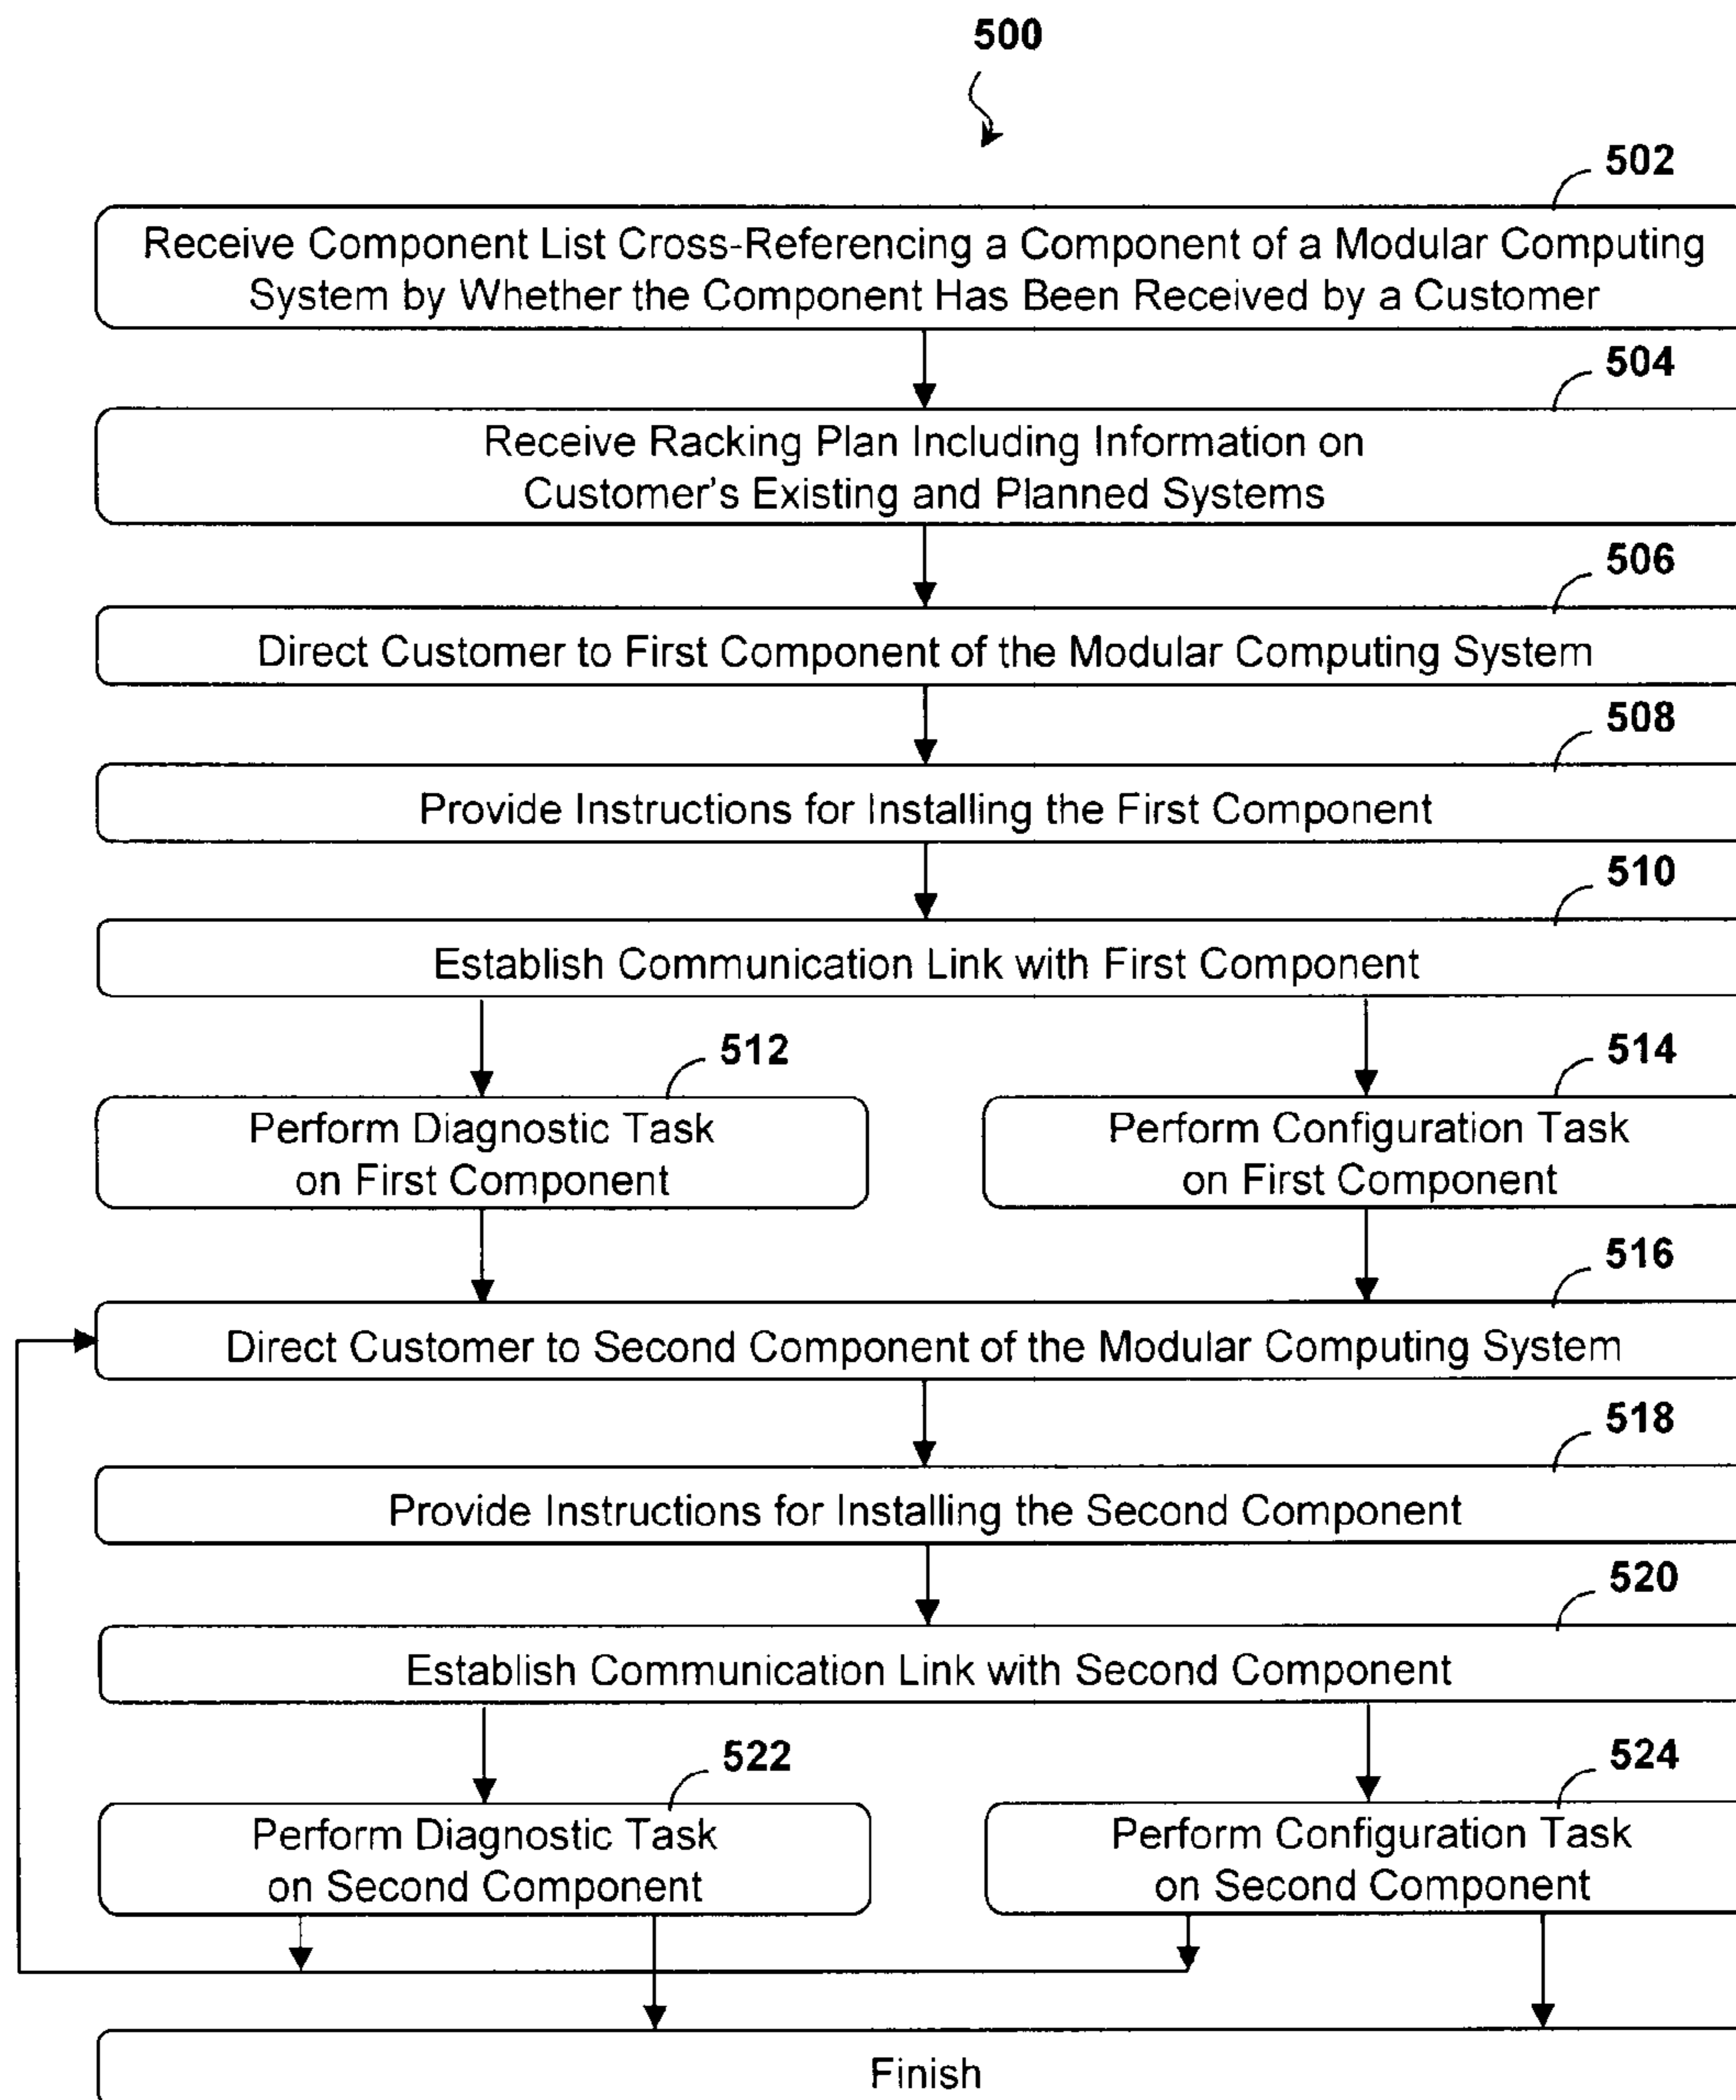 500
502
Receive Component List Cross-Referencing a Component of a Modular Computing
System by Whether the Component Has Been Received by a Customer
504
Receive Racking Plan Including Information on
Customer's Existing and Planned Systems
506
Direct Customer to First Component of the Modular Computing System
508
Provide Instructions for Installing the First Component
510
Establish Communication Link with First Component
512
514
Perform Diagnostic Task
on First Component
Perform Configuration Task
on First Component
516
Direct Customer to Second Component of the Modular Computing System
518
Provide Instructions for Installing the Second Component
520
Establish Communication Link with Second Component
522
524
Perform Diagnostic Task
on Second Component
Perform Configuration Task
on Second Component
Finish